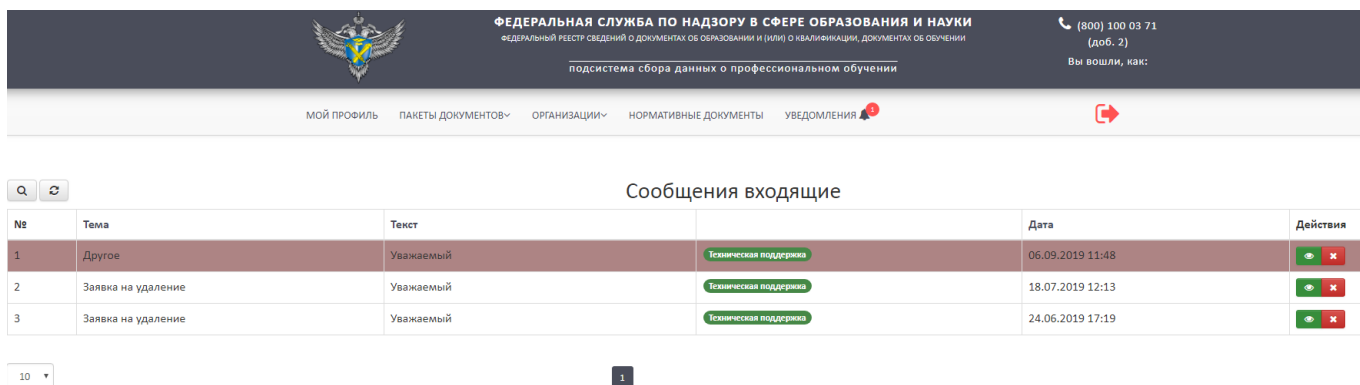 ФЕДЕРАЛЬНАЯ СЛУЖБА ПО НАДЗОРУ В СФЕРЕ ОБРАЗОВАНИЯ И НАУКИ
ФЕДЕРАЛЬНЫЙ РЕЕСТР СВЕДЕНИЙ О ДОКУМЕНТАХ ОБ ОБРАЗОВАНИИ И (ИЛИ) О КВАЛИФИКАЦИИ, ДОКУМЕНТАХ ОБ ОБУЧЕНИИ
подсистема сбора данных о профессиональном обучении
(800) 100 03 71
(доб. 2)
Вы вошли, как:
МОЙ ПРОФИЛЬ ПАКЕТЫ ДОКУМЕНТОВ ОРГАНИЗАЦИИ НОРМАТИВНЫЕ ДОКУМЕНТЫ УВЕДОМЛЕНИЯ 1
Сообщения входящие
№ Тема Текст Дата Действия
1 Другое Уважаемый Техническая поддержка 06.09.2019 11:48
2 Заявка на удаление Уважаемый Техническая поддержка 18.07.2019 12:13
3 Заявка на удаление Уважаемый Техническая поддержка 24.06.2019 17:19
10 1